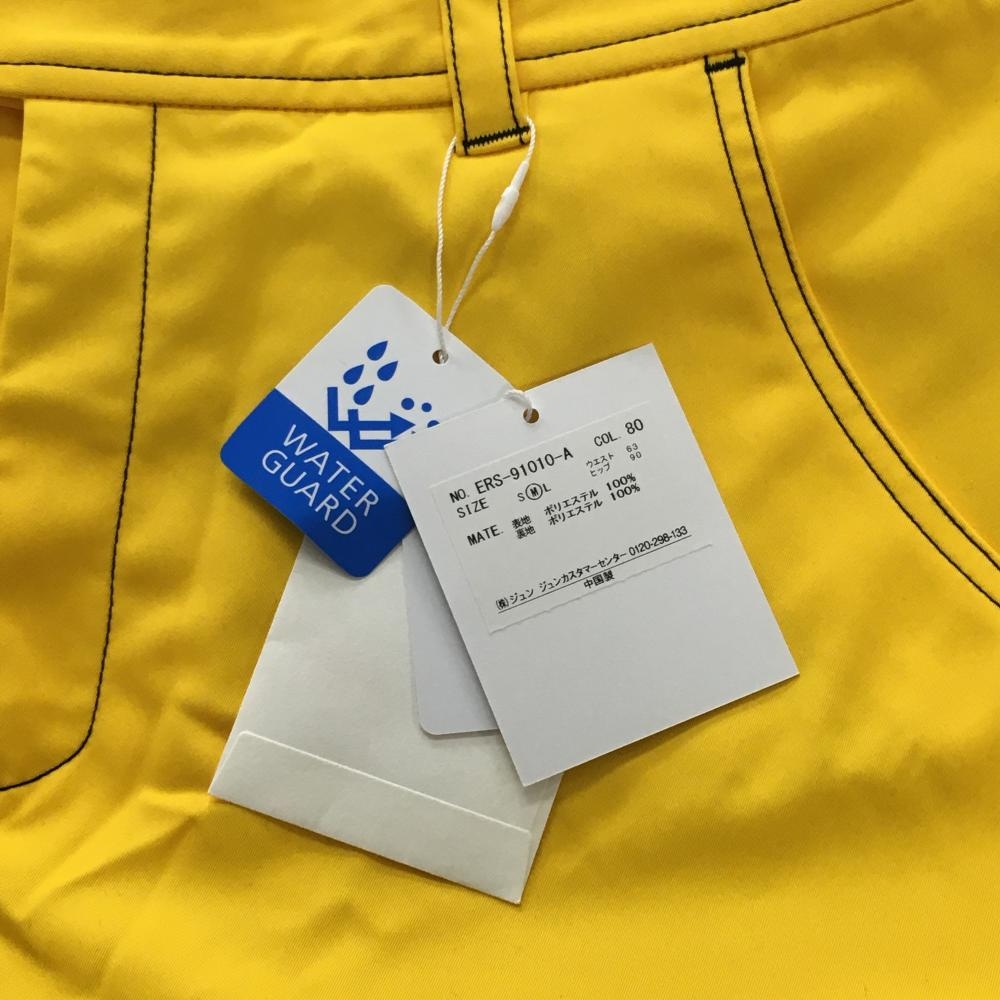 WATER
GUARD
NO. ERS-91010-A COL. 80
SIZE S M L ウエスト 63
ヒップ 90
MATE. 表地 ポリエステル 100%
裏地 ポリエステル 100%
(株)ジュン ジュンカスタマーセンター 0120-298-133
中国製